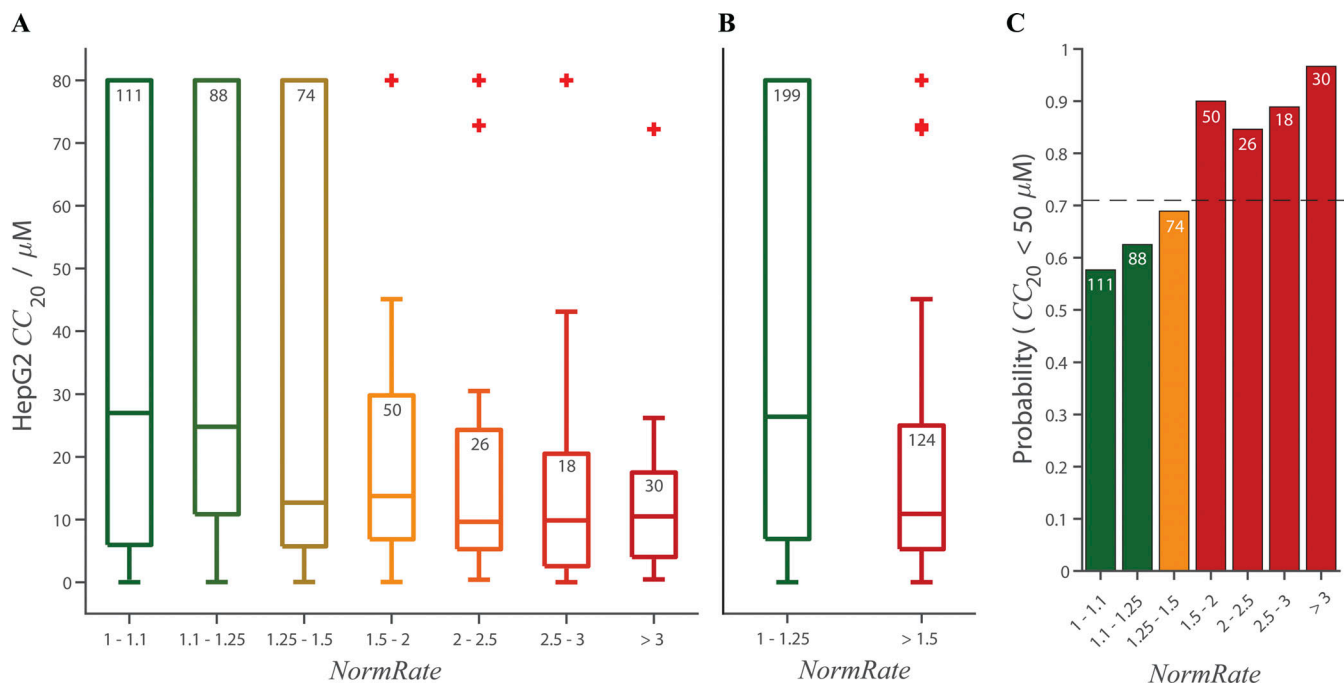 A
HepG2 CC20 / µM
80
70
60
50
40
30
20
10
0
111
88
74
50
26
18
30
1 - 1.1
1.1 - 1.25
1.25 - 1.5
1.5 - 2
2 - 2.5
2.5 - 3
> 3
NormRate
B
199
124
1 - 1.25
> 1.5
NormRate
C
Probability ( CC20 < 50 µM)
1
0.9
0.8
0.7
0.6
0.5
0.4
0.3
0.2
0.1
0
111
88
74
50
26
18
30
1 - 1.1
1.1 - 1.25
1.25 - 1.5
1.5 - 2
2 - 2.5
2.5 - 3
> 3
NormRate